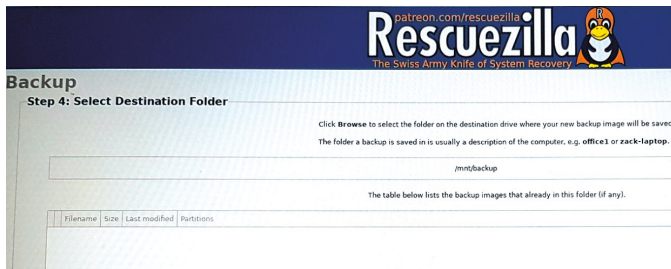 patreon.com/rescuezilla
Rescuezilla
R
The Swiss Army Knife of System Recovery
Backup
Step 4: Select Destination Folder
Click Browse to select the folder on the destination drive where your new backup image will be saved
The folder a backup is saved in is usually a description of the computer, e.g. office1 or zack-laptop.
/mnt/backup
The table below lists the backup images that already in this folder (if any).
Filename Size Last modified Partitions